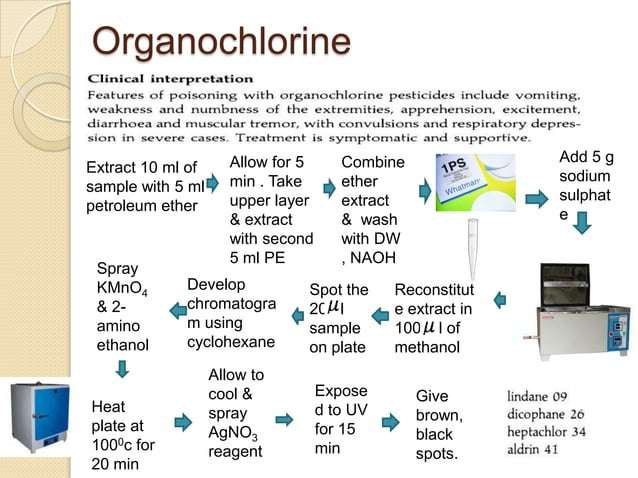 Organochlorine
Clinical interpretation
Features of poisoning with organochlorine pesticides include vomiting,
weakness and numbness of the extremities, apprehension, excitement,
diarrhoea and muscular tremor, with convulsions and respiratory depres-
sion in severe cases. Treatment is symptomatic and supportive.
Extract 10 ml of
sample with 5 ml
petroleum ether
Allow for 5
min . Take
upper layer
& extract
with second
5 ml PE
Combine
ether
extract
& wash
with DW
, NAOH
1PS
Whatman
Add 5 g
sodium
sulphat
e
Reconstitut
e extract in
100 μ l of
methanol
Spot the
20 μ l
sample
on plate
Develop
chromatogra
m using
cyclohexane
Spray
KMnO4
& 2-
amino
ethanol
Heat
plate at
100⁰c for
20 min
Allow to
cool &
spray
AgNO3
reagent
Expose
d to UV
for 15
min
Give
brown,
black
spots.
lindane 09
dicophane 26
heptachlor 34
aldrin 41